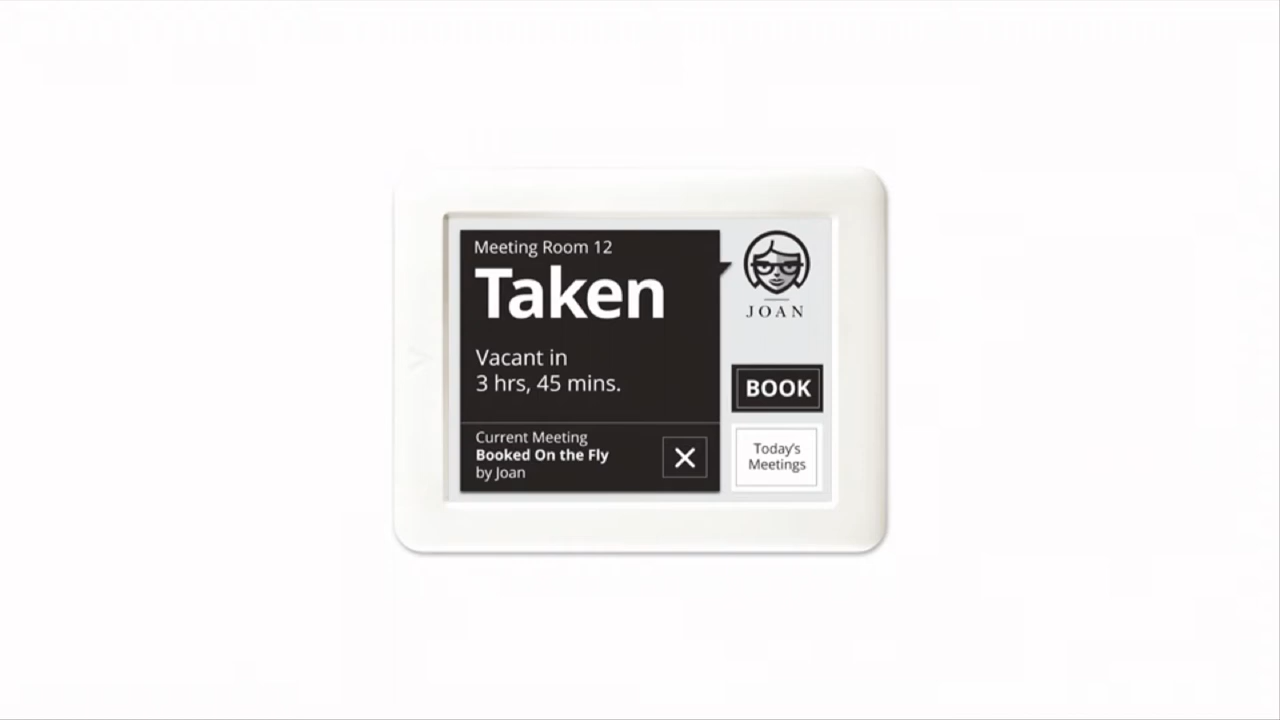 Meeting Room 12
Taken
Vacant in
3 hrs, 45 mins.
Current Meeting
Booked On the Fly
by Joan
JOAN
BOOK
Today's
Meetings